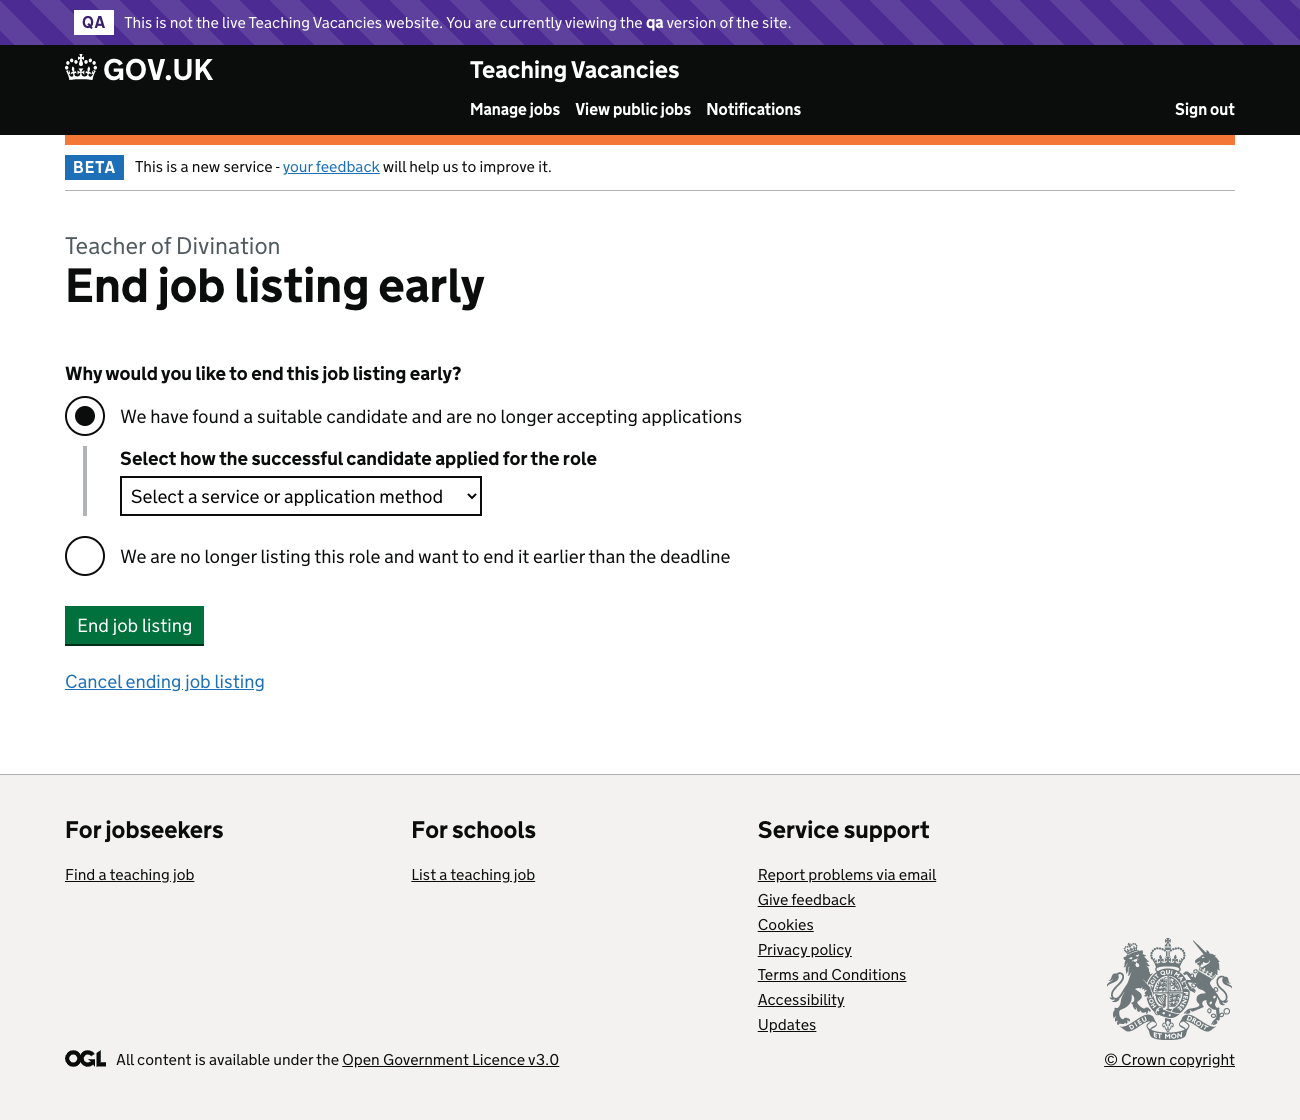 QA This is not the live Teaching Vacancies website. You are currently viewing the qa version of the site.
GOV.UK Teaching Vacancies
Manage jobs View public jobs Notifications Sign out
BETA This is a new service - your feedback will help us to improve it.
Teacher of Divination
End job listing early
Why would you like to end this job listing early?
We have found a suitable candidate and are no longer accepting applications
Select how the successful candidate applied for the role
Select a service or application method
We are no longer listing this role and want to end it earlier than the deadline
End job listing
Cancel ending job listing
For jobseekers
Find a teaching job
For schools
List a teaching job
Service support
Report problems via email
Give feedback
Cookies
Privacy policy
Terms and Conditions
Accessibility
Updates
DIEU ET MON DROIT
OGL All content is available under the Open Government Licence v3.0
© Crown copyright